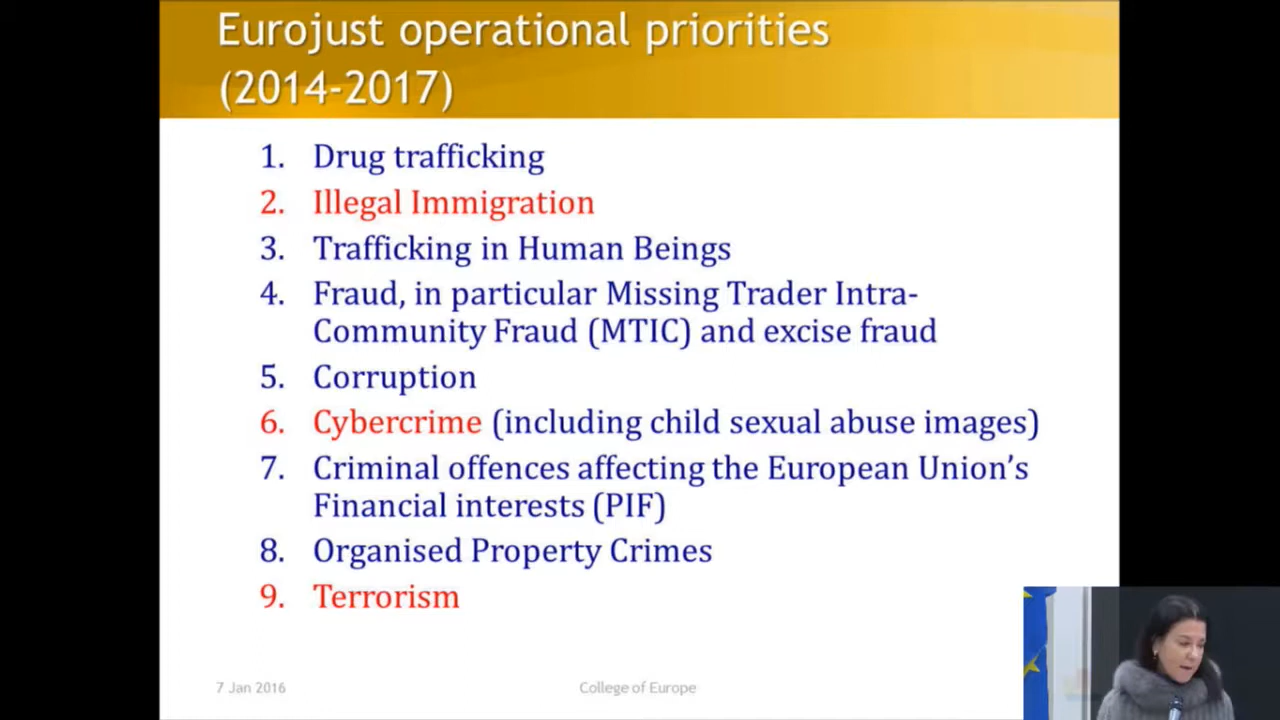 Eurojust operational priorities
(2014-2017)
1. Drug trafficking
2. Illegal Immigration
3. Trafficking in Human Beings
4. Fraud, in particular Missing Trader Intra-
Community Fraud (MTIC) and excise fraud
5. Corruption
6. Cybercrime (including child sexual abuse images)
7. Criminal offences affecting the European Union’s
Financial interests (PIF)
8. Organised Property Crimes
9. Terrorism
7 Jan 2016
College of Europe